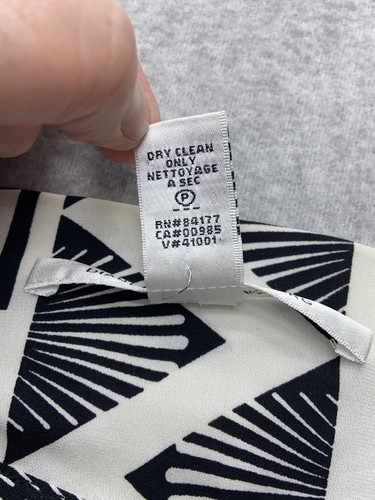 DRY CLEAN
ONLY
NETTOYAGE
A SEC
P
RN#84177
CA#00985
V#41001